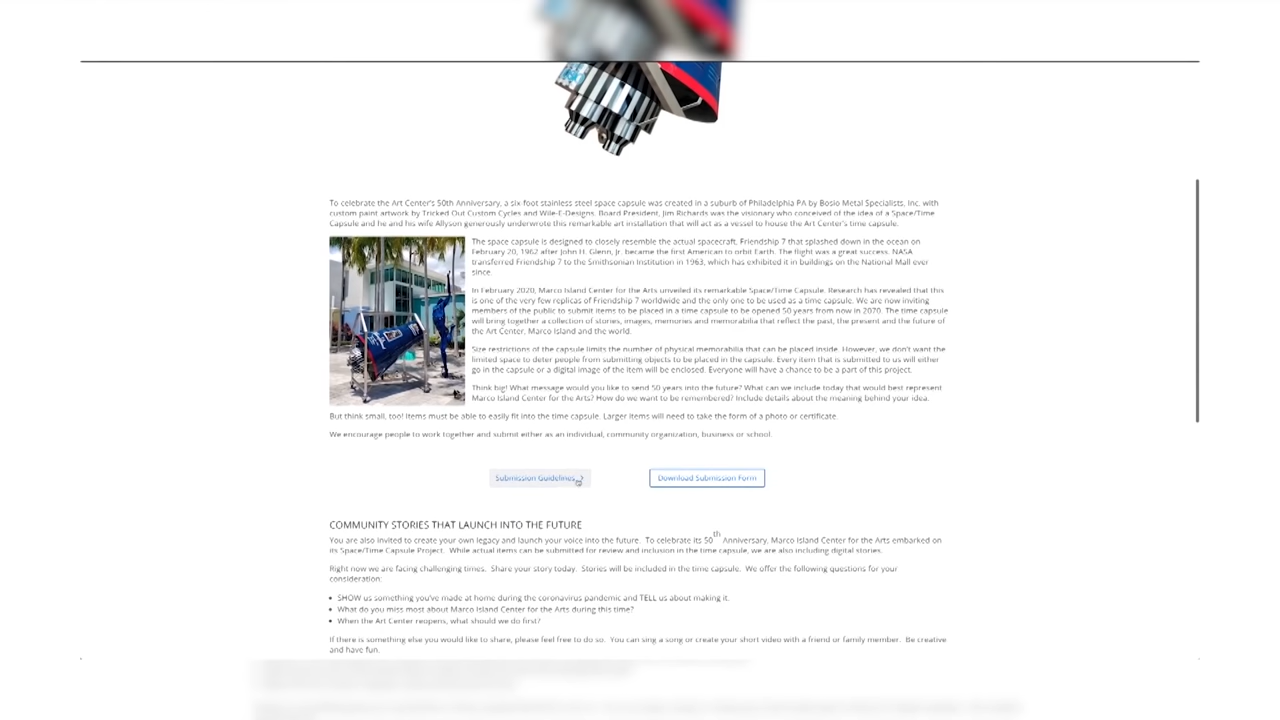 To celebrate the Art Center's 50th Anniversary, a six-foot stainless steel space capsule was created in a suburb of Philadelphia PA by Bosio Metal Specialists, Inc. with
custom paint artwork by Tricked Out Custom Cycles and Wile-E-Designs. Board President, Jim Richards was the visionary who conceived of the idea of a Space/Time
Capsule and he and his wife Allyson generously underwrote this remarkable art installation that will act as a vessel to house the Art Center's time capsule.
The space capsule is designed to closely resemble the actual spacecraft, Friendship 7 that splashed down in the ocean on
February 20, 1962 after John H. Glenn, Jr. became the first American to orbit Earth. The flight was a great success. NASA
transferred Friendship 7 to the Smithsonian Institution in 1963, which has exhibited it in buildings on the National Mall ever
since.
In February 2020, Marco Island Center for the Arts unveiled its remarkable Space/Time Capsule. Research has revealed that this
is one of the very few replicas of Friendship 7 worldwide and the only one to be used as a time capsule. We are now inviting
members of the public to submit items to be placed in a time capsule to be opened 50 years from now in 2070. The time capsule
will bring together a collection of stories, images, memories and memorabilia that reflect the past, the present and the future of
the Art Center, Marco Island and the world.
Size restrictions of the capsule limits the number of physical memorabilia that can be placed inside. However, we don't want the
limited space to deter people from submitting objects to be placed in the capsule. Every item that is submitted to us will either
go in the capsule or a digital image of the item will be enclosed. Everyone will have a chance to be a part of this project.
Think big! What message would you like to send 50 years into the future? What can we include today that would best represent
Marco Island Center for the Arts? How do we want to be remembered? Include details about the meaning behind your idea.
But think small, too! Items must be able to easily fit into the time capsule. Larger items will need to take the form of a photo or certificate.
We encourage people to work together and submit either as an individual, community organization, business or school.
Submission Guidelines
Download Submission Form
COMMUNITY STORIES THAT LAUNCH INTO THE FUTURE
You are also invited to create your own legacy and launch your voice into the future. To celebrate its 50th Anniversary, Marco Island Center for the Arts embarked on
its Space/Time Capsule Project. While actual items can be submitted for review and inclusion in the time capsule, we are also including digital stories.
Right now we are facing challenging times. Share your story today. Stories will be included in the time capsule. We offer the following questions for your
consideration:
• SHOW us something you've made at home during the coronavirus pandemic and TELL us about making it.
• What do you miss most about Marco Island Center for the Arts during this time?
• When the Art Center reopens, what should we do first?
If there is something else you would like to share, please feel free to do so. You can sing a song or create your short video with a friend or family member. Be creative
and have fun.